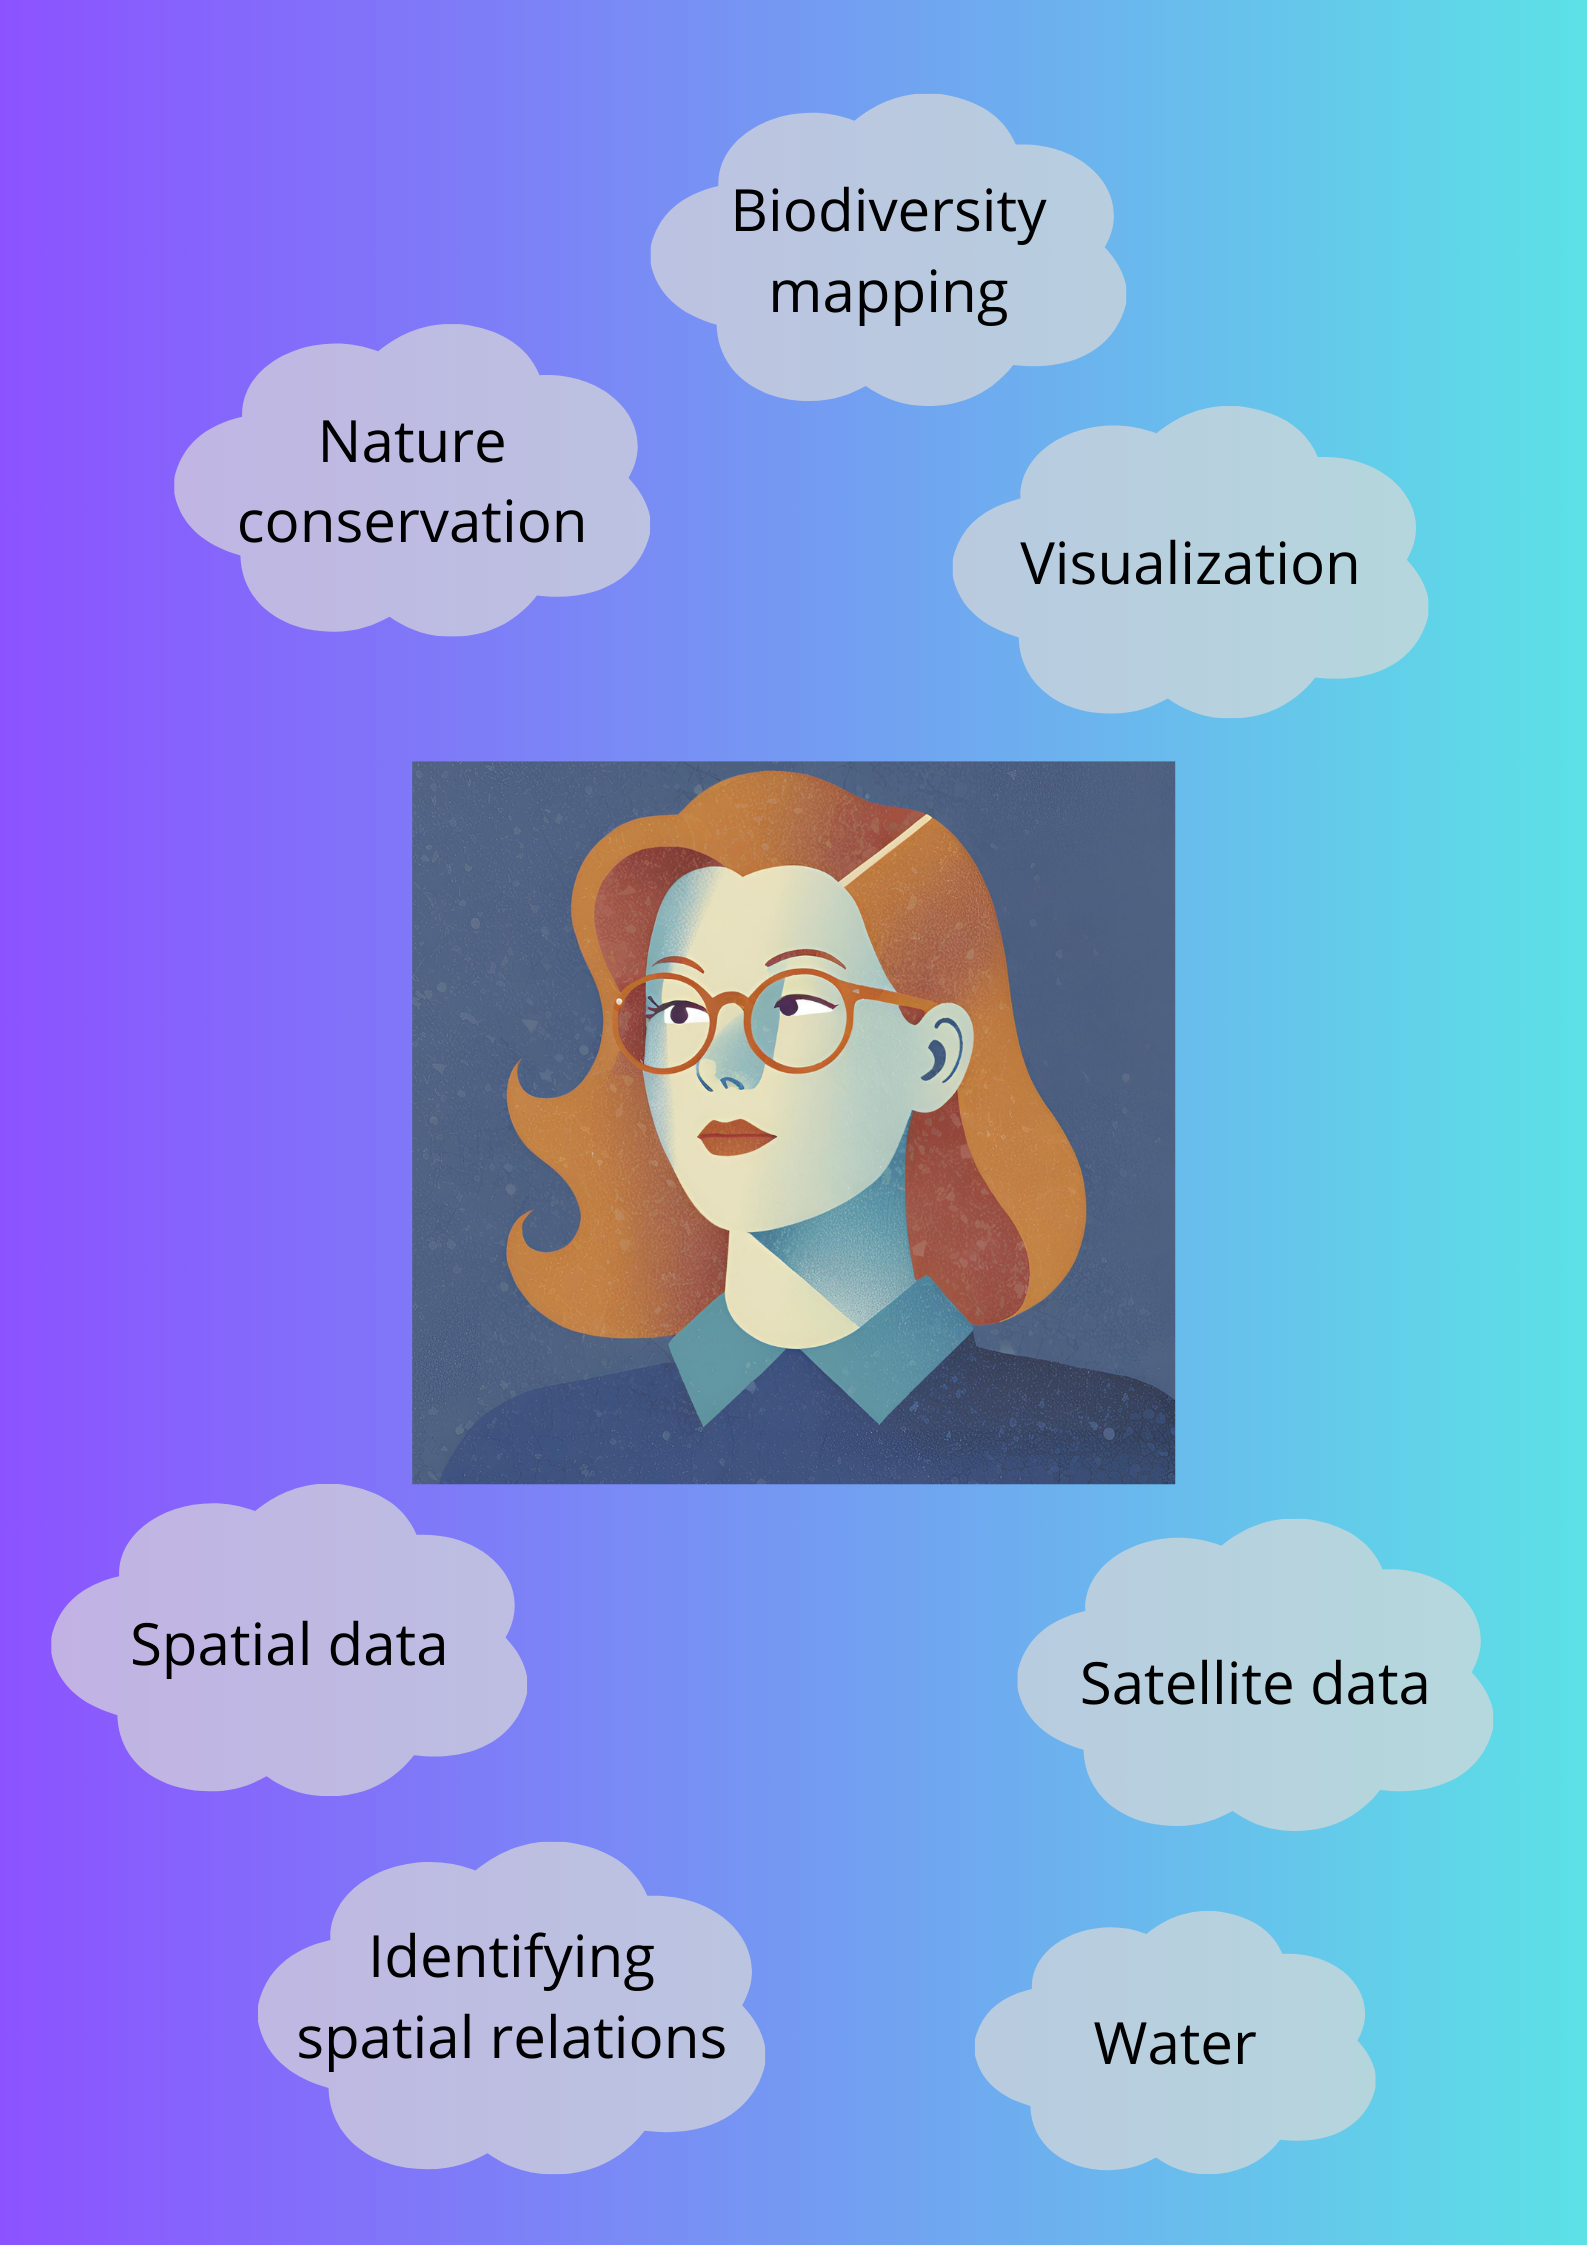 Biodiversity
mapping
Nature
conservation
Visualization
Spatial data
Satellite data
Identifying
spatial relations
Water